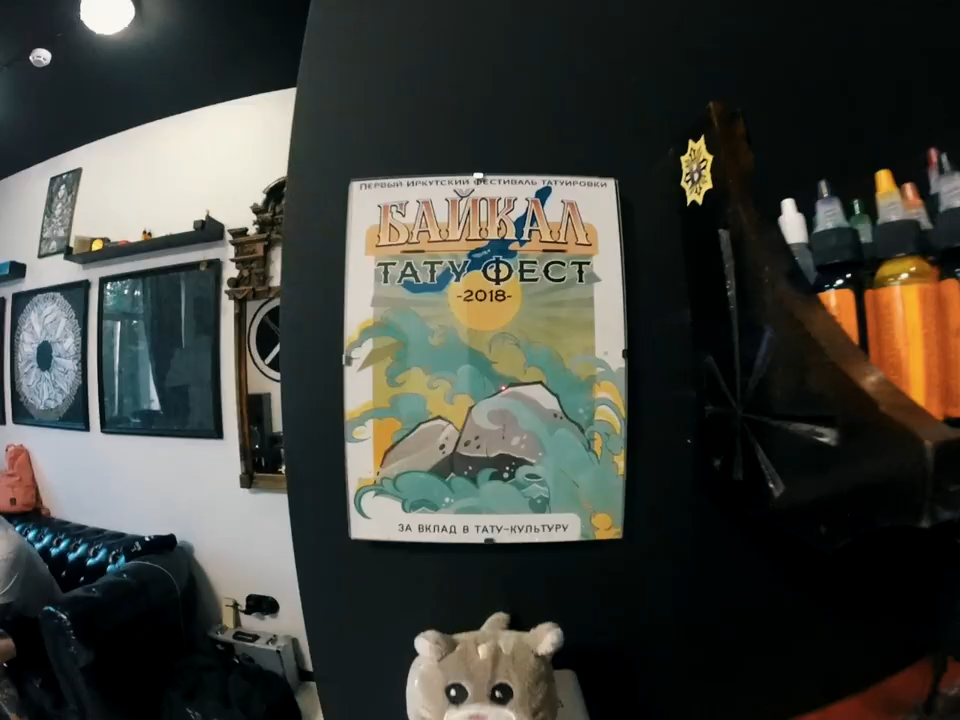 ПЕРВЫЙ ИРКУТСКИЙ ФЕСТИВАЛЬ ТАТУИРОВКИ
БАЙКАЛ
ТАТУ ФЕСТ
-2018-
ЗА ВКЛАД В ТАТУ-КУЛЬТУРУ